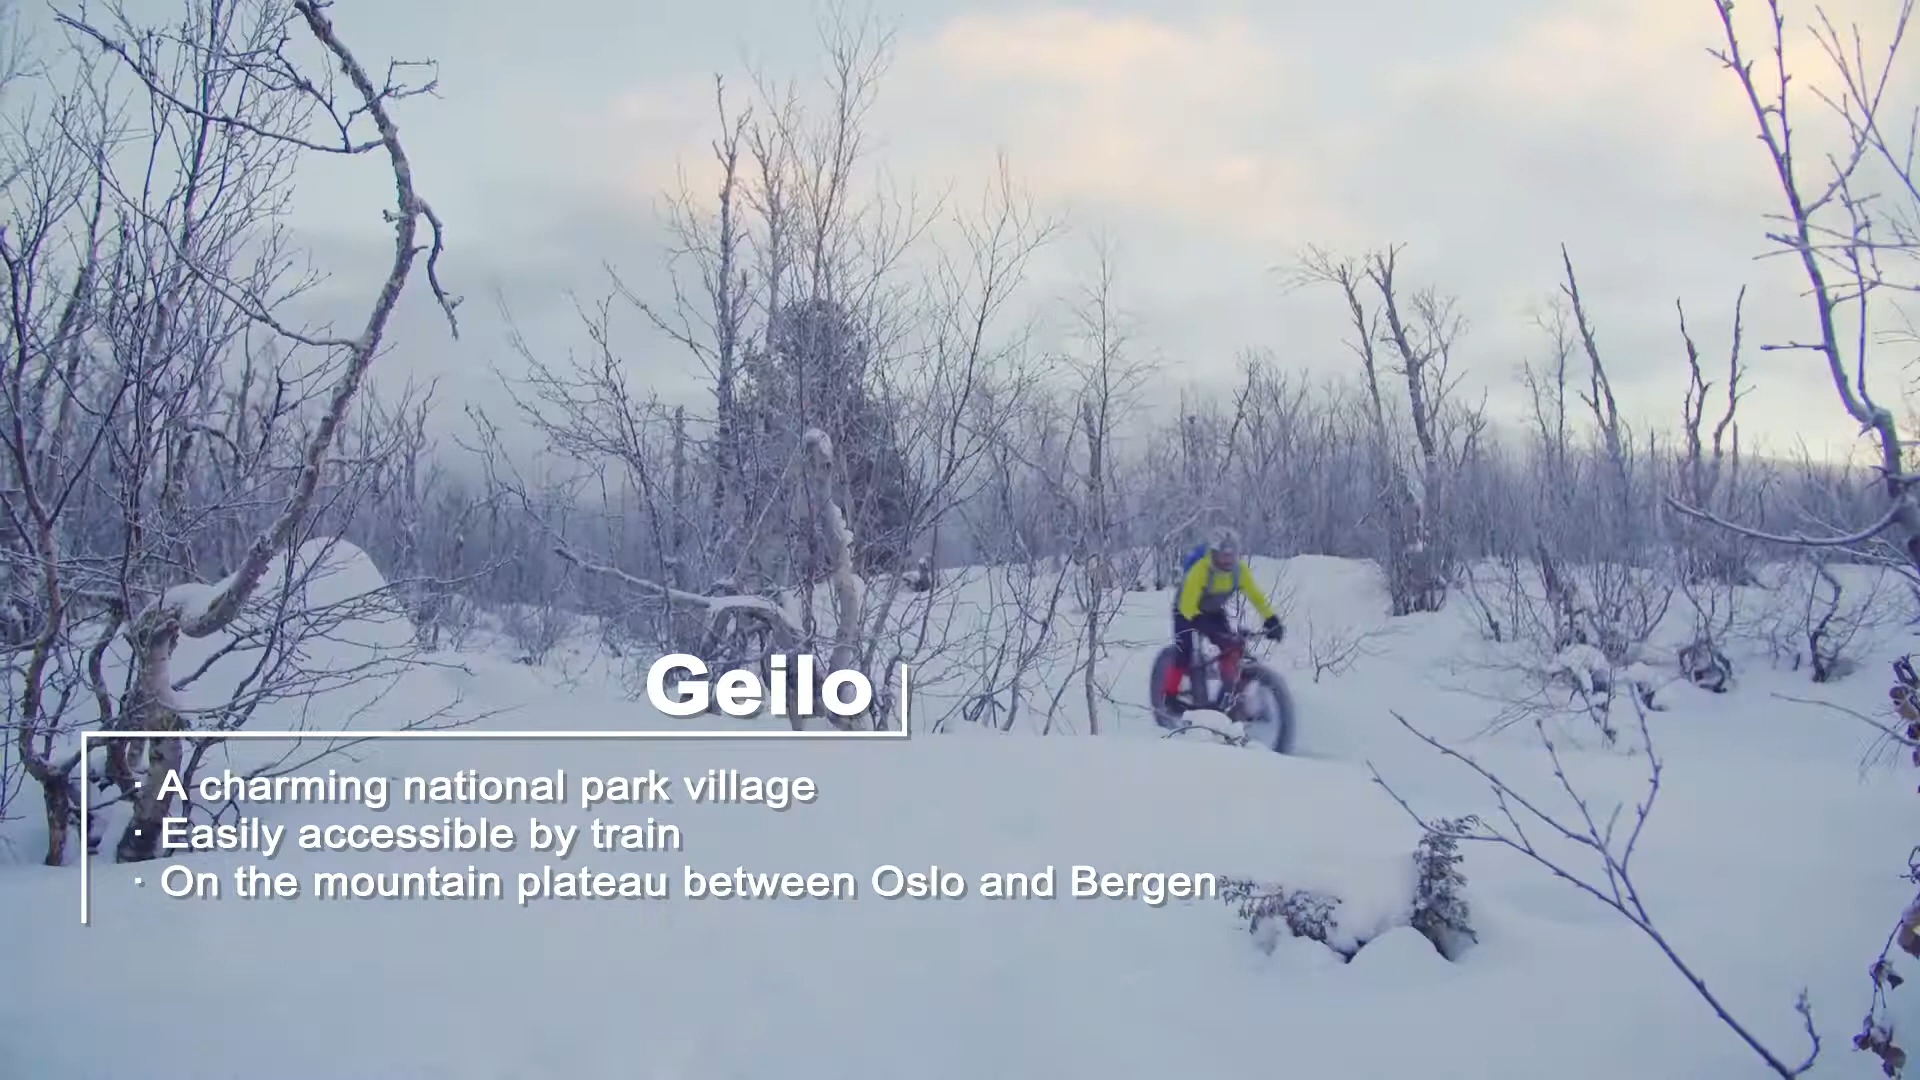 Geilo
· A charming national park village
· Easily accessible by train
· On the mountain plateau between Oslo and Bergen